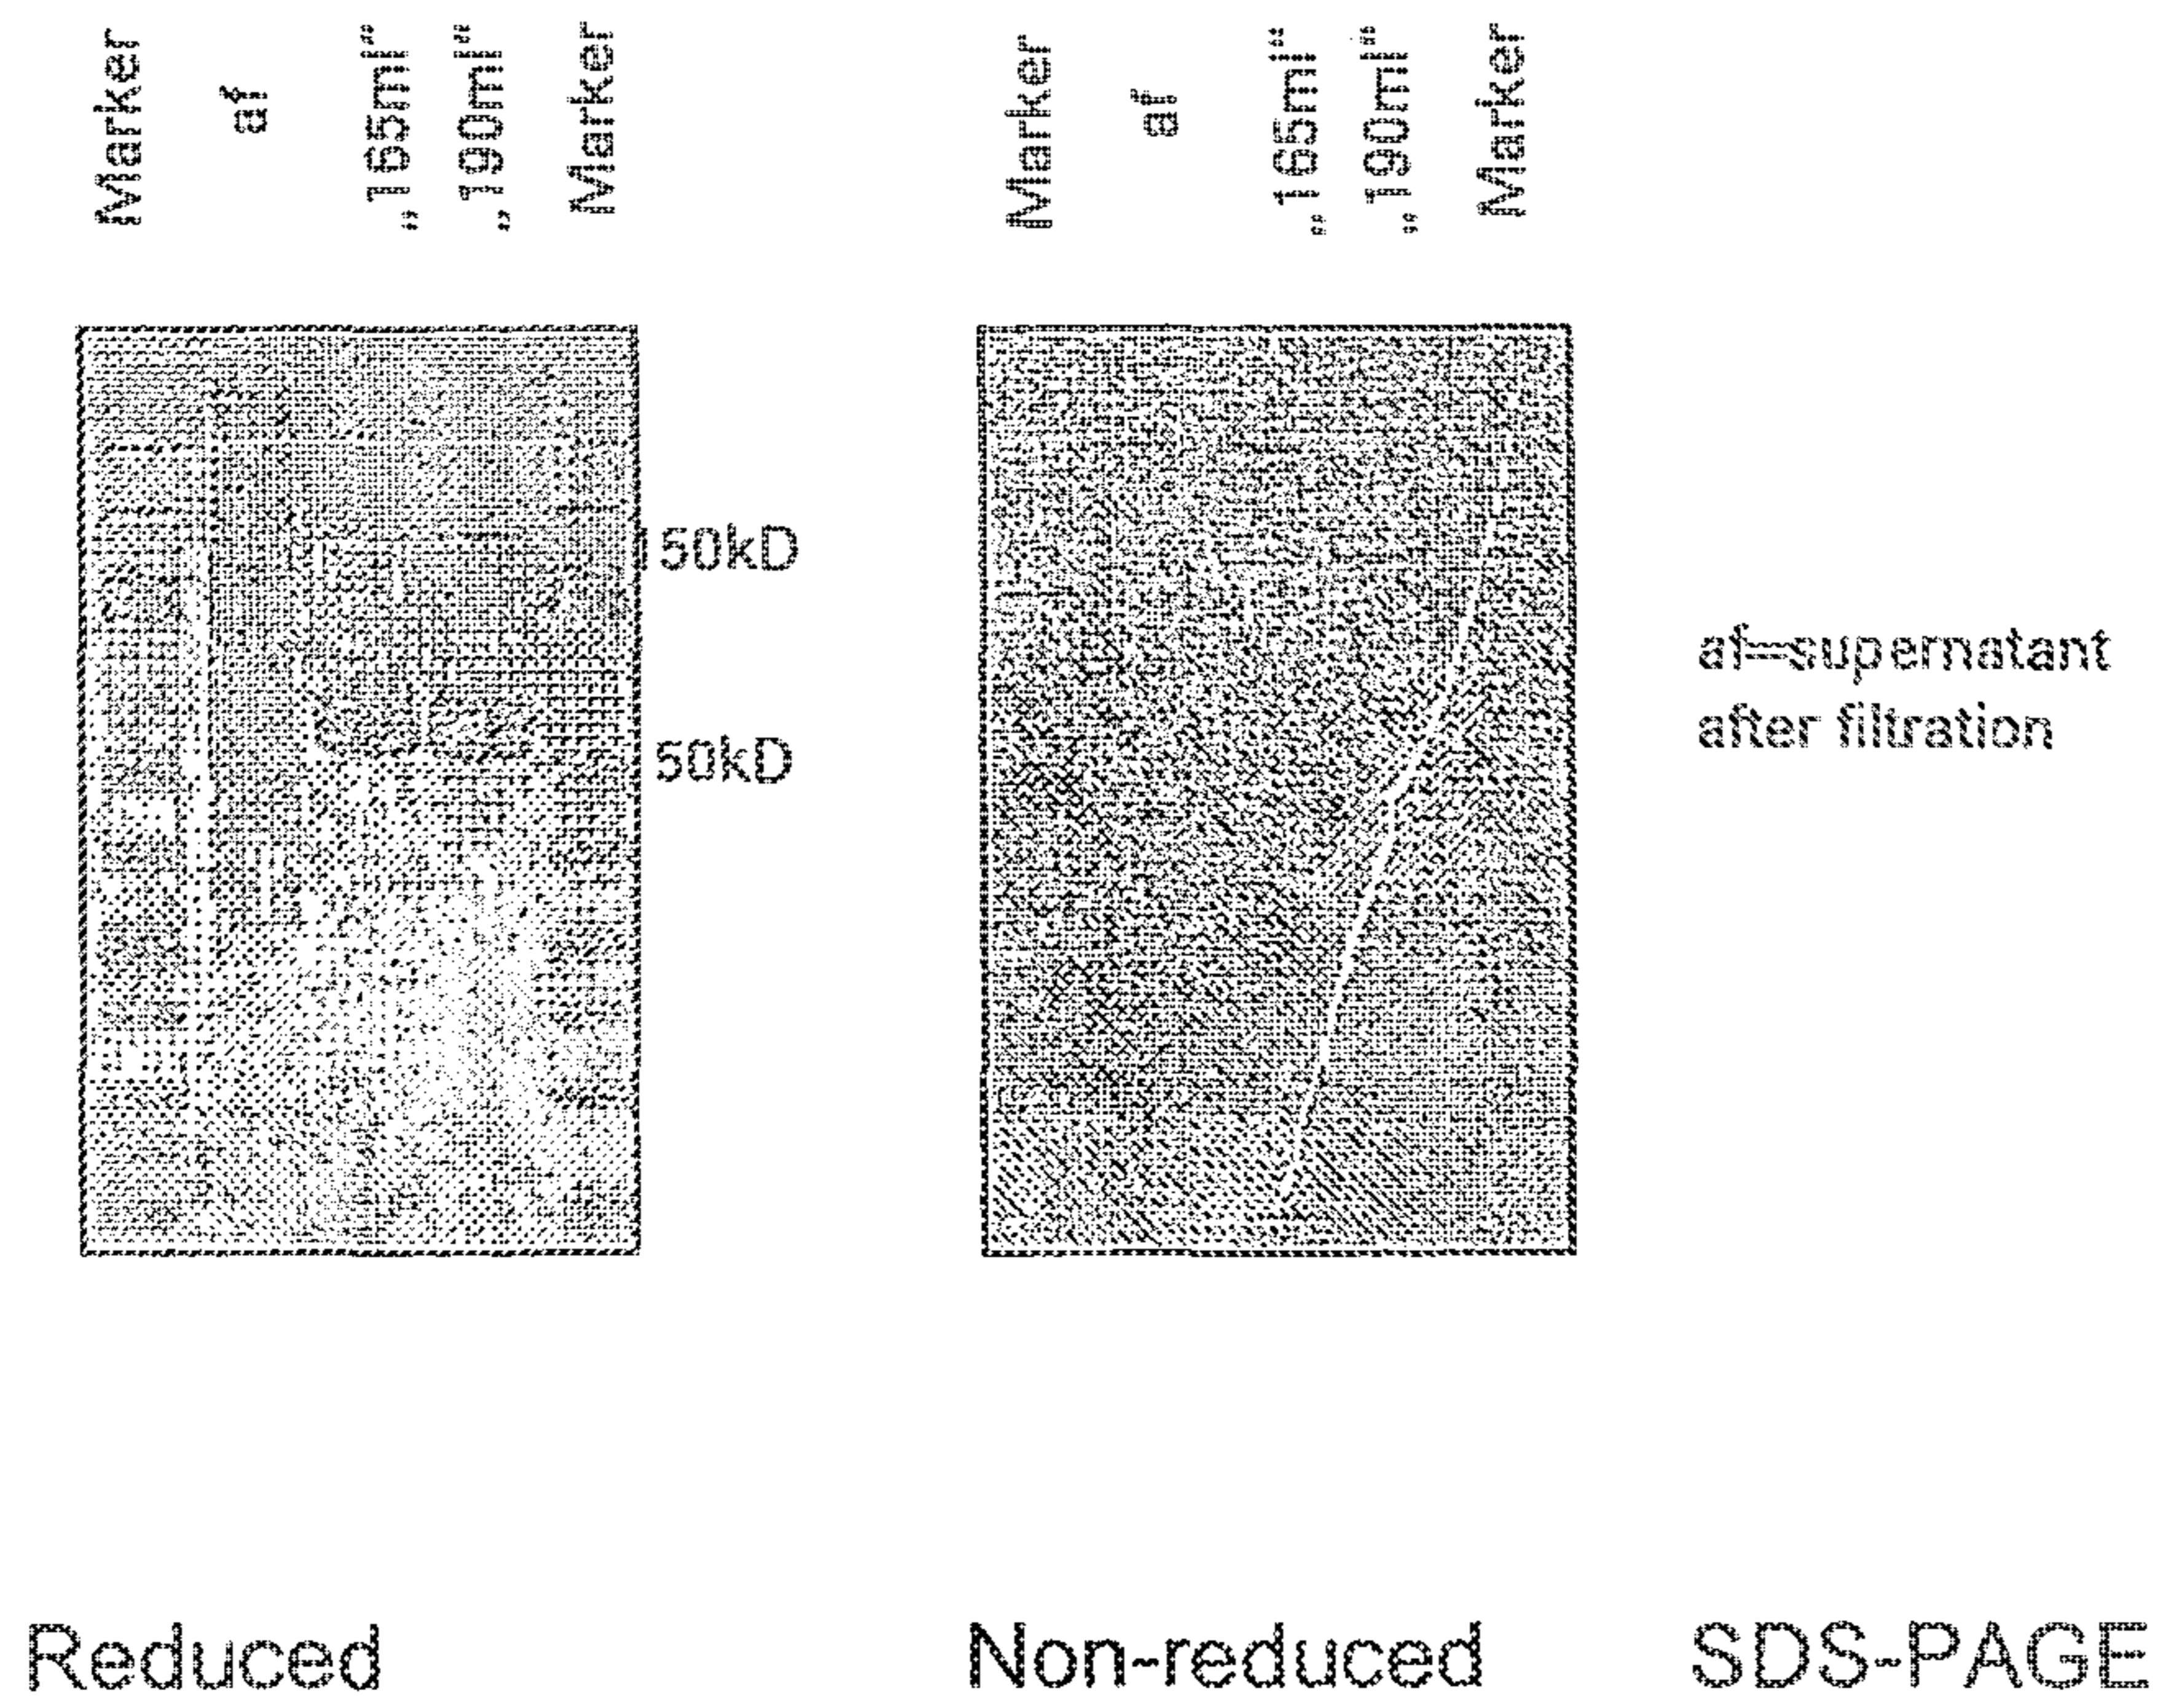 Marker
af
„165ml“
„190ml“
Marker
Marker
af
„165ml“
„190ml“
Marker
150kD
50kD
af=supernatant
after filtration
Reduced
Non-reduced
SDS-PAGE